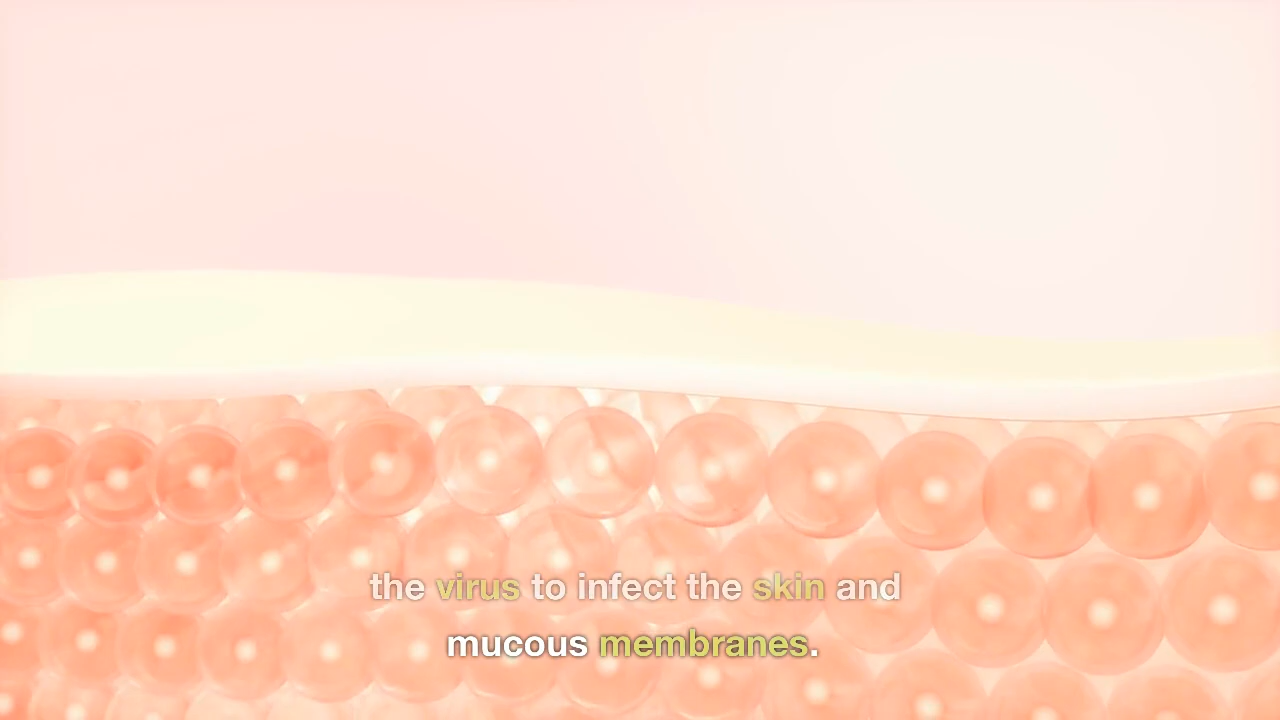 the virus to infect the skin and
mucous membranes.